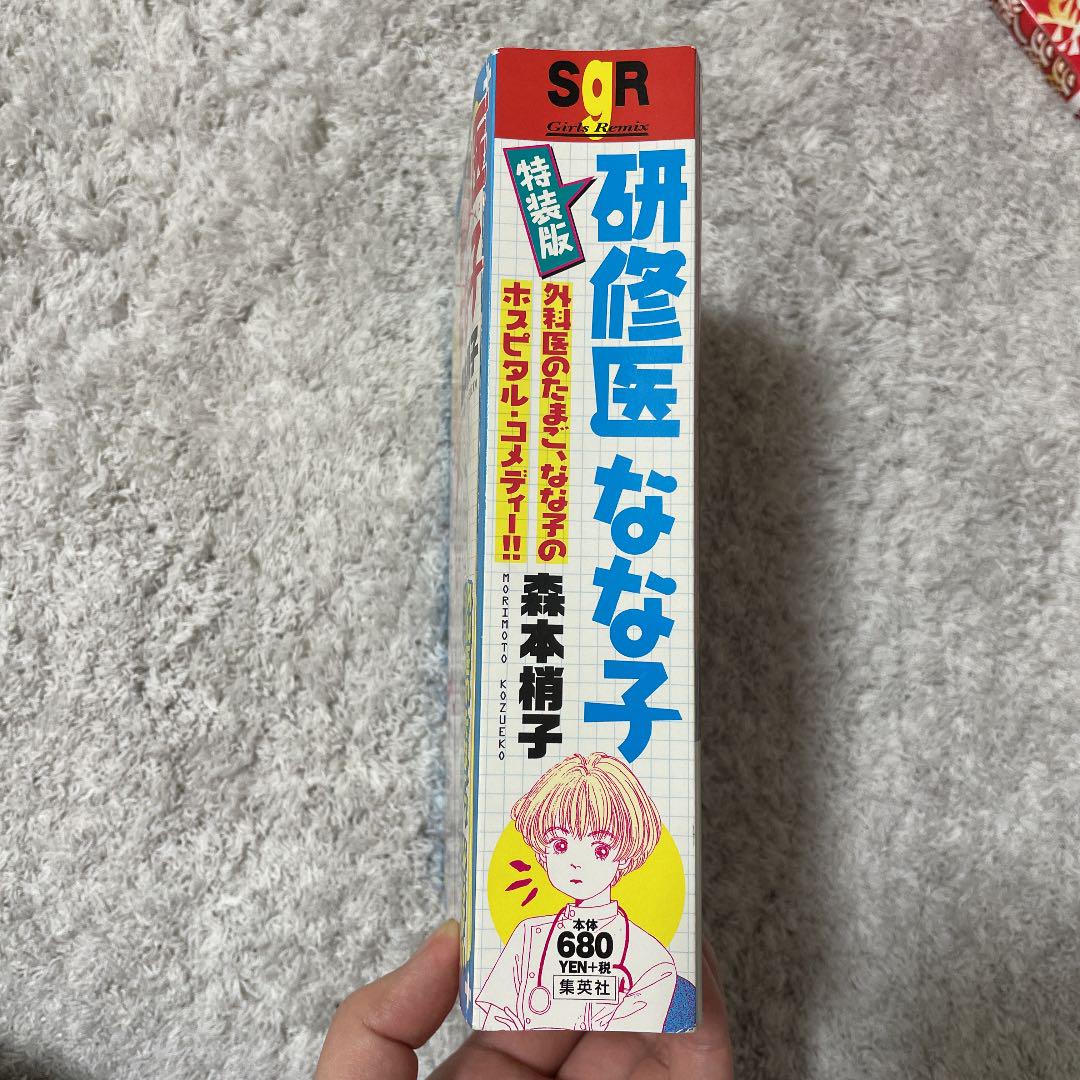 SgR
Girls Remix
特装版
研修医 なな子
外科医のたまご、なな子の
ホスピタル・コメディー!!
森本梢子
MORIMOTO KOZUEKO
本体
680
YEN+税
集英社